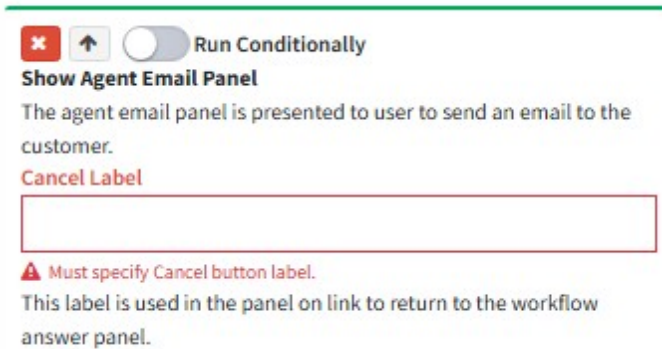 Run Conditionally
Show Agent Email Panel
The agent email panel is presented to user to send an email to the
customer.
Cancel Label
Must specify Cancel button label.
This label is used in the panel on link to return to the workflow
answer panel.